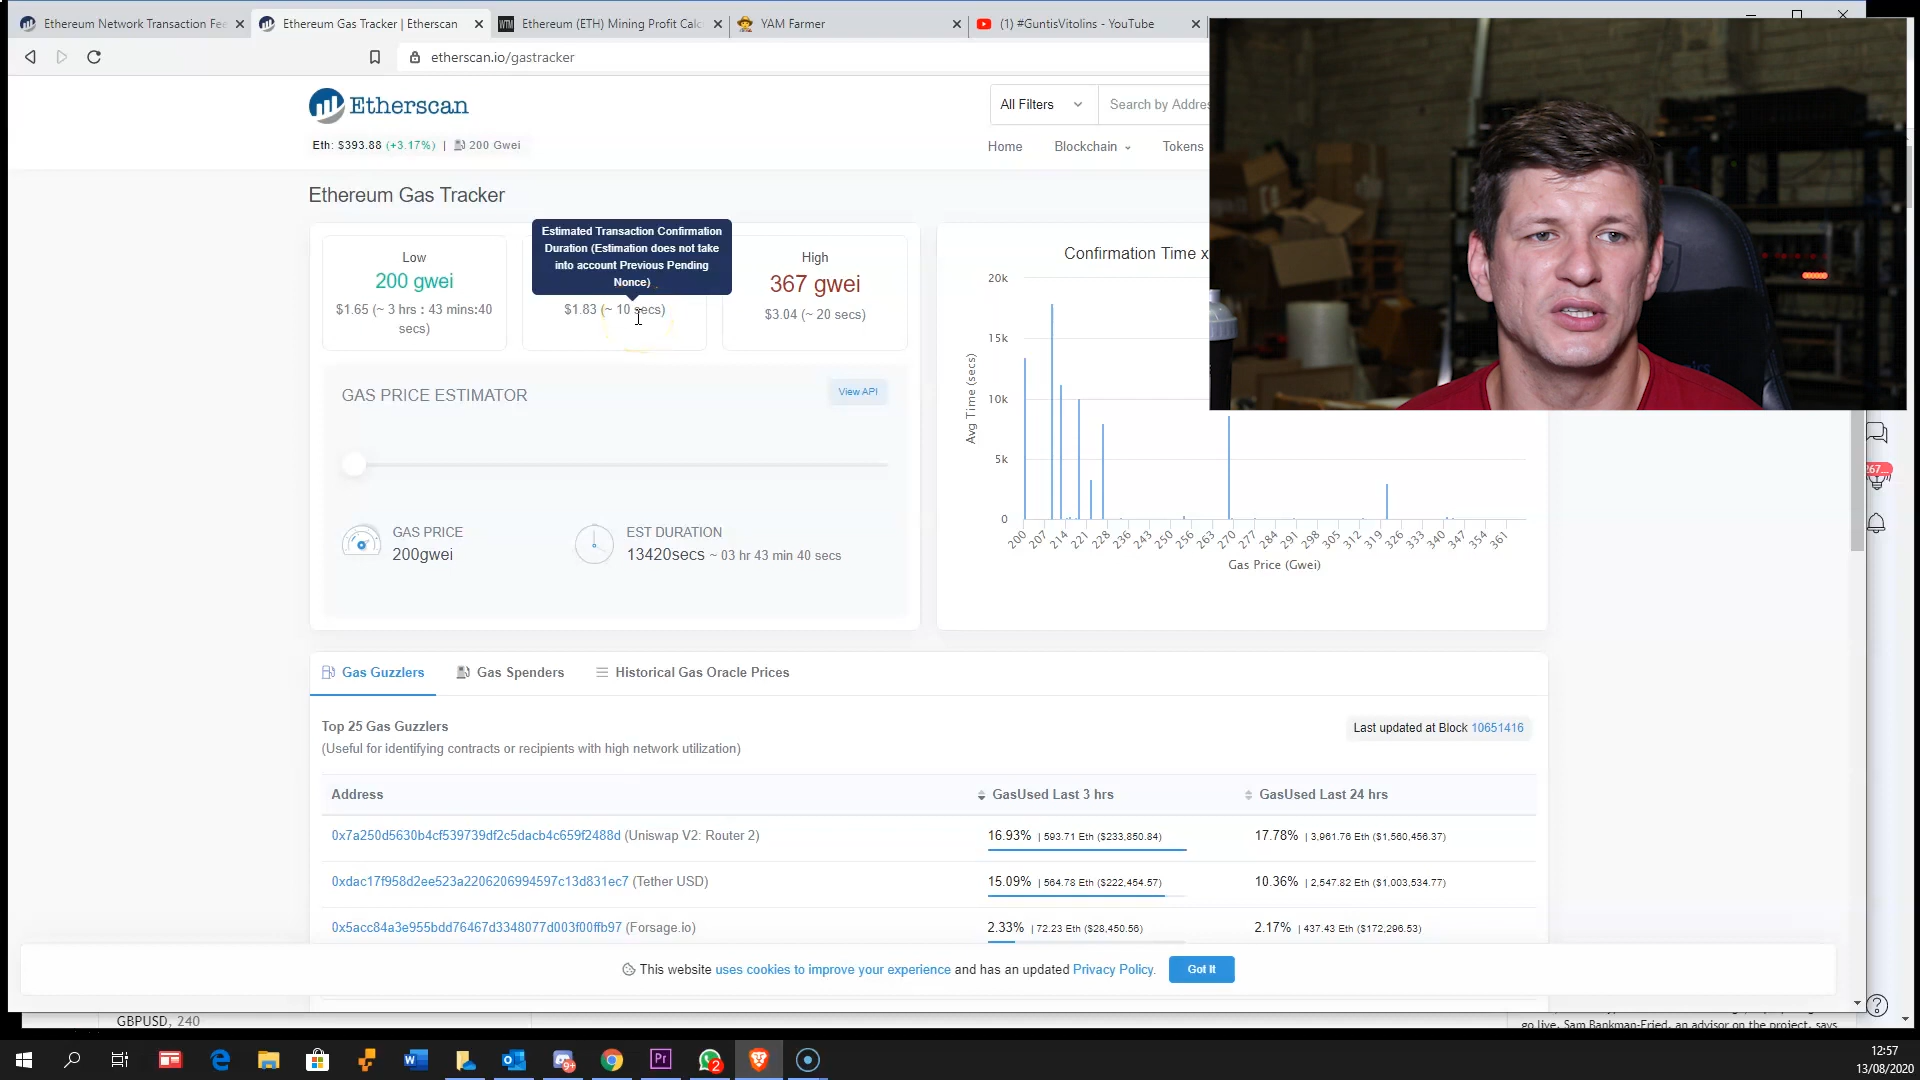 Ethereum Network Transaction Fee
Ethereum Gas Tracker | Etherscan
Ethereum (ETH) Mining Profit Calc
YAM Farmer
(1) #GuntisVitolins - YouTube
etherscan.io/gastracker
Etherscan
All Filters
Search by Addre
Eth: $393.88 (+3.17%) | 200 Gwei
Home
Blockchain
Tokens
Ethereum Gas Tracker
Low
200 gwei
$1.65 (~ 3 hrs : 43 mins:40
secs)
Estimated Transaction Confirmation
Duration (Estimation does not take
into account Previous Pending
Nonce)
$1.83 (~ 10 secs)
High
367 gwei
$3.04 (~ 20 secs)
GAS PRICE ESTIMATOR
View API
GAS PRICE
200gwei
EST DURATION
13420secs ~ 03 hr 43 min 40 secs
Confirmation Time x
20k
15k
10k
5k
0
Avg Time (secs)
200 207 214 221 228 236 243 250 256 263 270 277 284 291 298 305 312 319 326 333 340 347 354 361
Gas Price (Gwei)
267...
Gas Guzzlers
Gas Spenders
Historical Gas Oracle Prices
Top 25 Gas Guzzlers
(Useful for identifying contracts or recipients with high network utilization)
Last updated at Block 10651416
Address
GasUsed Last 3 hrs
GasUsed Last 24 hrs
0x7a250d5630b4cf539739df2c5dacb4c659f2488d (Uniswap V2: Router 2)
16.93% | 593.71 Eth ($233,850.84)
17.78% | 3,961.76 Eth ($1,560,456.37)
0xdac17f958d2ee523a2206206994597c13d831ec7 (Tether USD)
15.09% | 564.78 Eth ($222,454.57)
10.36% | 2,547.82 Eth ($1,003,534.77)
0x5acc84a3e955bdd76467d3348077d003f00ffb97 (Forsage.io)
2.33% | 72.23 Eth ($28,450.56)
2.17% | 437.43 Eth ($172,296.53)
This website uses cookies to improve your experience and has an updated Privacy Policy.
Got It
GBPUSD, 240
go live. Sam Bankman-Fried, an advisor on the project, says
12:57
13/08/2020